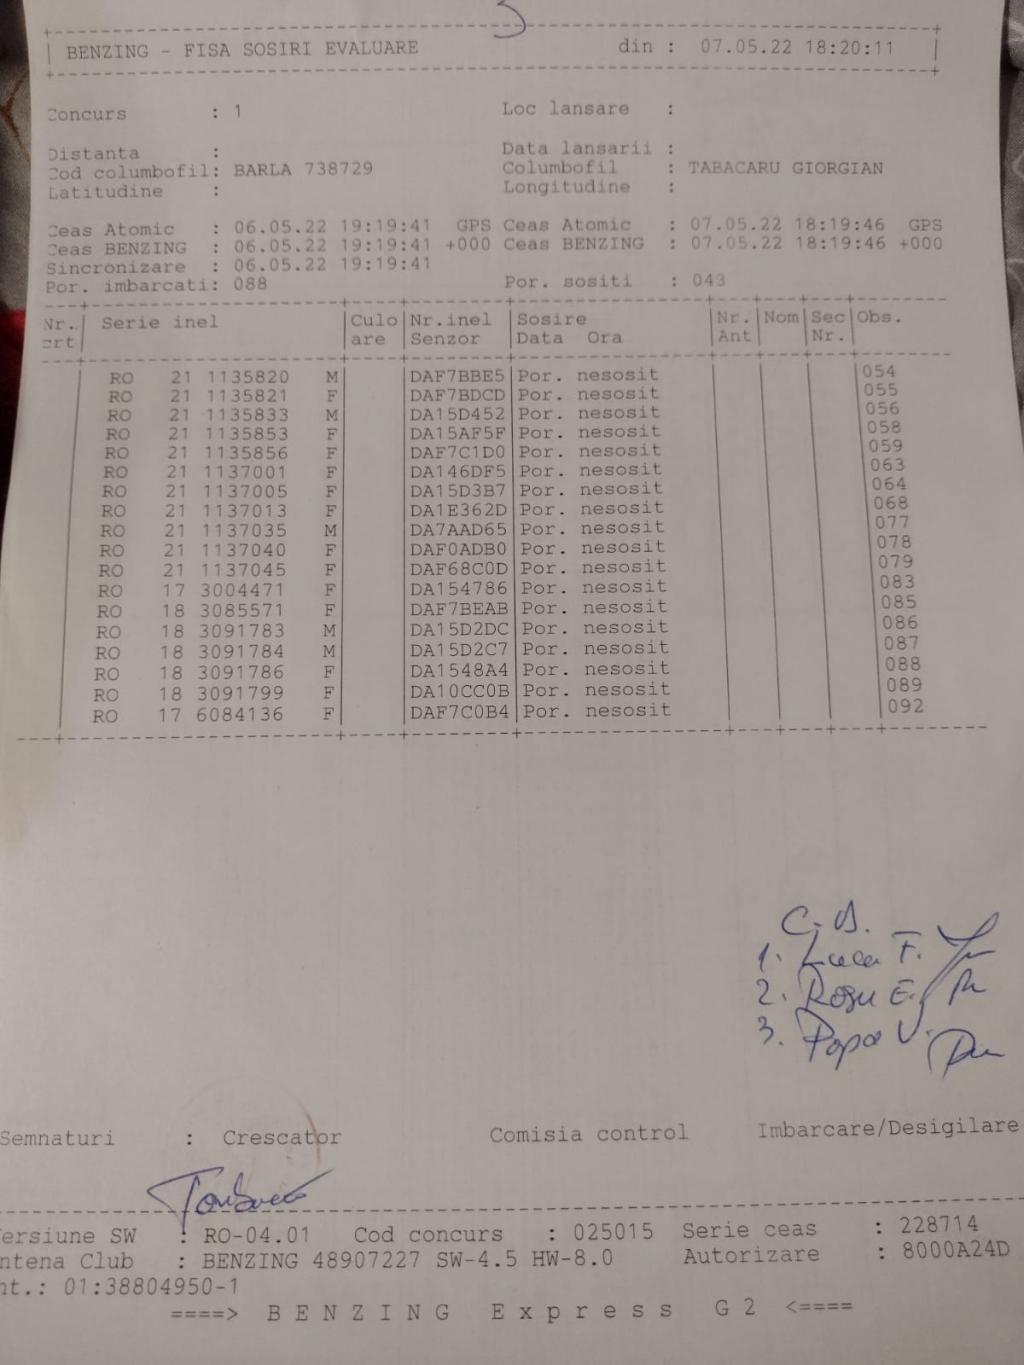 BENZING - FISA SOSIRI EVALUARE din : 07.05.22 18:20:11
Concurs : 1 Loc lansare :
Distanta : Data lansarii :
Cod columbofil: BARLA 738729 Columbofil : TABACARU GIORGIAN
Latitudine : Longitudine :
Ceas Atomic : 06.05.22 19:19:41 GPS Ceas Atomic : 07.05.22 18:19:46 GPS
Ceas BENZING : 06.05.22 19:19:41 +000 Ceas BENZING : 07.05.22 18:19:46 +000
Sincronizare : 06.05.22 19:19:41
Por. imbarcati: 088 Por. sositi : 043
Nr. Serie inel Culo Nr.inel Sosire Nr. Nom Sec Obs.
crt are Senzor Data Ora Ant Nr.
RO 21 1135820 M DAF7BBE5 Por. nesosit 054
RO 21 1135821 F DAF7BDCD Por. nesosit 055
RO 21 1135833 M DA15D452 Por. nesosit 056
RO 21 1135853 F DA15AF5F Por. nesosit 058
RO 21 1135856 F DAF7C1D0 Por. nesosit 059
RO 21 1137001 F DA146DF5 Por. nesosit 063
RO 21 1137005 F DA15D3B7 Por. nesosit 064
RO 21 1137013 F DA1E362D Por. nesosit 068
RO 21 1137035 M DA7AAD65 Por. nesosit 077
RO 21 1137040 F DAF0ADB0 Por. nesosit 078
RO 21 1137045 F DAF68C0D Por. nesosit 079
RO 17 3004471 F DA154786 Por. nesosit 083
RO 18 3085571 F DAF7BEAB Por. nesosit 085
RO 18 3091783 M DA15D2DC Por. nesosit 086
RO 18 3091784 M DA15D2C7 Por. nesosit 087
RO 18 3091786 F DA1548A4 Por. nesosit 088
RO 18 3091799 F DA10CC0B Por. nesosit 089
RO 17 6084136 F DAF7C0B4 Por. nesosit 092
1. Luca F.
2. Rosu E.
3. Popa V.
Semnaturi : Crescator Comisia control Imbarcare/Desigilare
Versiune SW : RO-04.01 Cod concurs : 025015 Serie ceas : 228714
Antena Club : BENZING 48907227 SW-4.5 HW-8.0 Autorizare : 8000A24D
nt.: 01:38804950-1
====> BENZING Express G2 <====